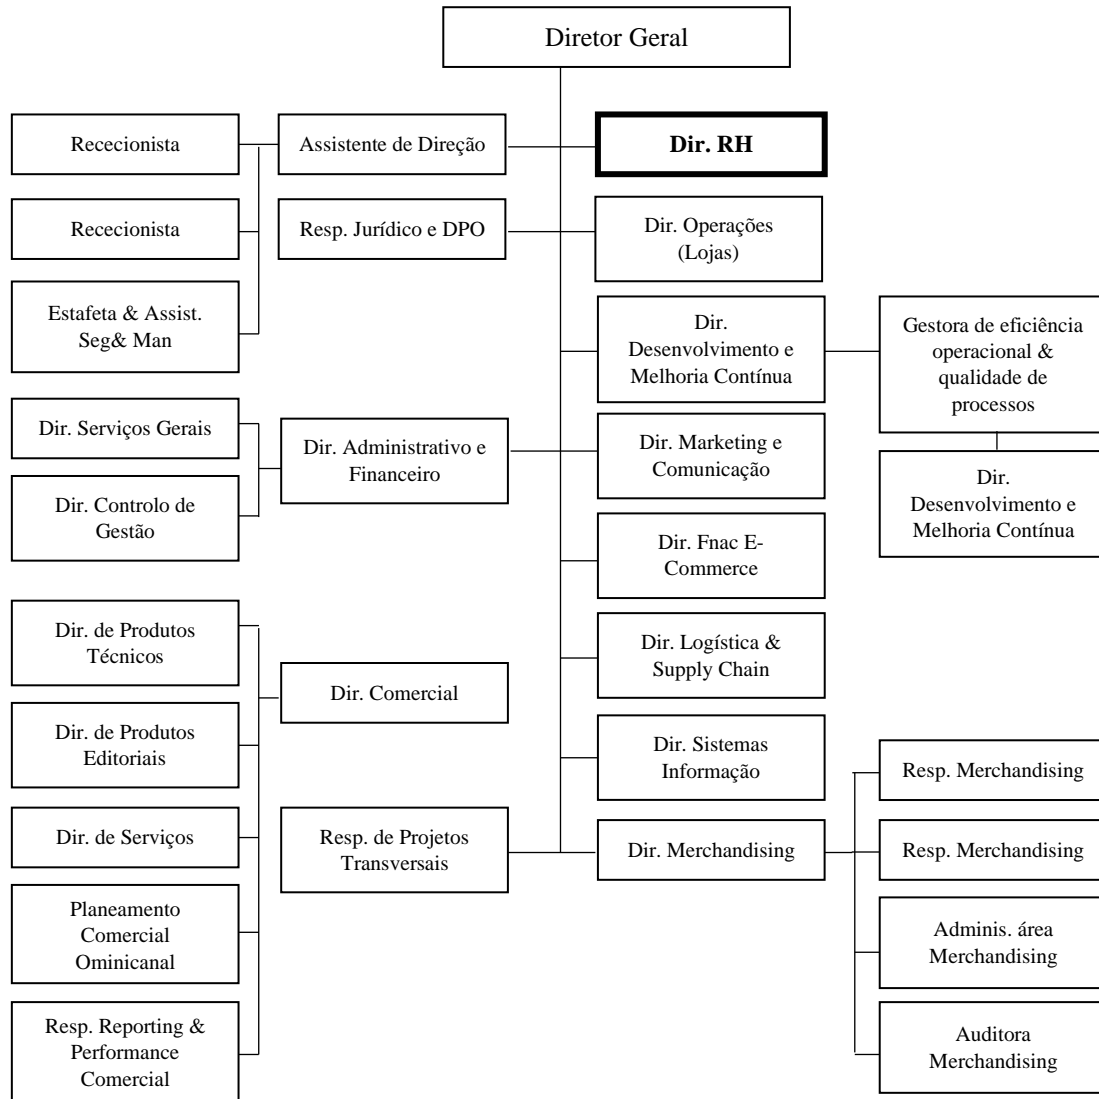 Diretor Geral
Rececionista
Assistente de Direção
Dir. RH
Rececionista
Resp. Jurídico e DPO
Dir. Operações
(Lojas)
Estafeta & Assist.
Seg& Man
Dir.
Desenvolvimento e
Melhoria Contínua
Gestora de eficiência
operacional &
qualidade de
processos
Dir. Serviços Gerais
Dir. Administrativo e
Financeiro
Dir. Marketing e
Comunicação
Dir.
Desenvolvimento e
Melhoria Contínua
Dir. Controlo de
Gestão
Dir. Fnac E-
Commerce
Dir. de Produtos
Técnicos
Dir. Comercial
Dir. Logística &
Supply Chain
Dir. de Produtos
Editoriais
Dir. Sistemas
Informação
Resp. Merchandising
Dir. de Serviços
Resp. de Projetos
Transversais
Dir. Merchandising
Resp. Merchandising
Planeamento
Comercial
Ominicanal
Adminis. área
Merchandising
Resp. Reporting &
Performance
Comercial
Auditora
Merchandising